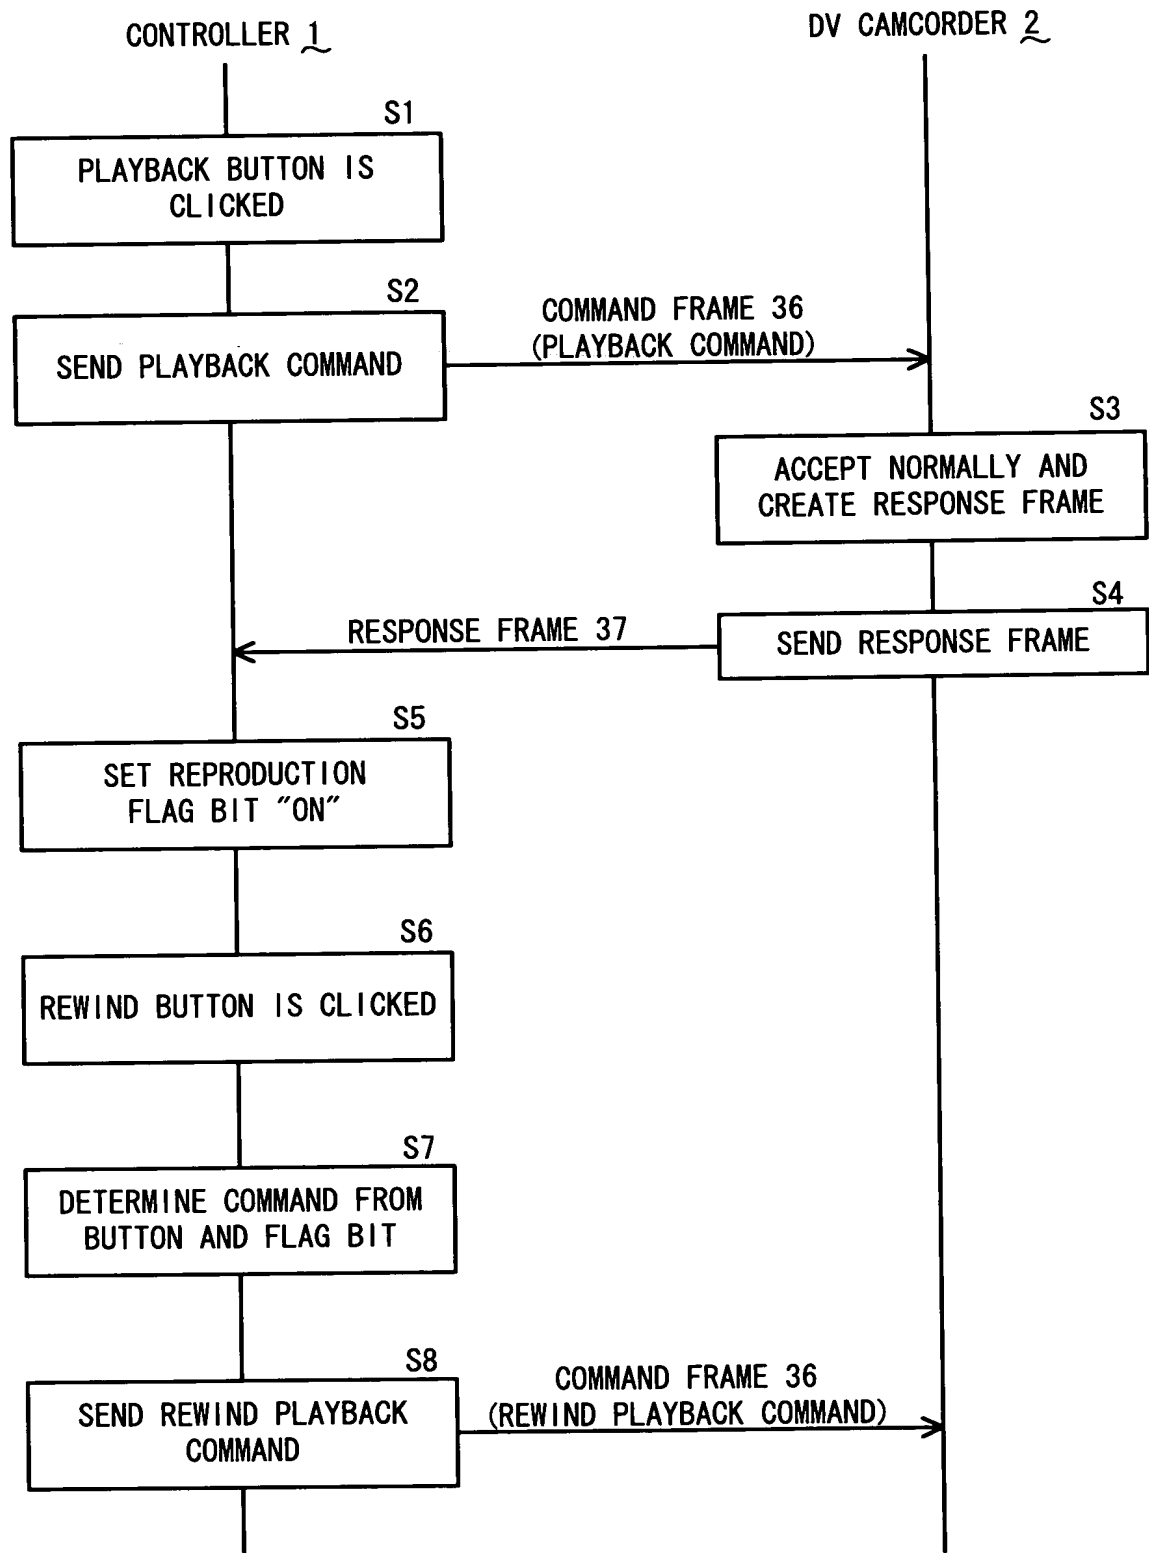 CONTROLLER 1
DV CAMCORDER 2
S1
PLAYBACK BUTTON IS
CLICKED
S2
SEND PLAYBACK COMMAND
COMMAND FRAME 36
(PLAYBACK COMMAND)
S3
ACCEPT NORMALLY AND
CREATE RESPONSE FRAME
S4
SEND RESPONSE FRAME
RESPONSE FRAME 37
S5
SET REPRODUCTION
FLAG BIT "ON"
S6
REWIND BUTTON IS CLICKED
S7
DETERMINE COMMAND FROM
BUTTON AND FLAG BIT
S8
SEND REWIND PLAYBACK
COMMAND
COMMAND FRAME 36
(REWIND PLAYBACK COMMAND)